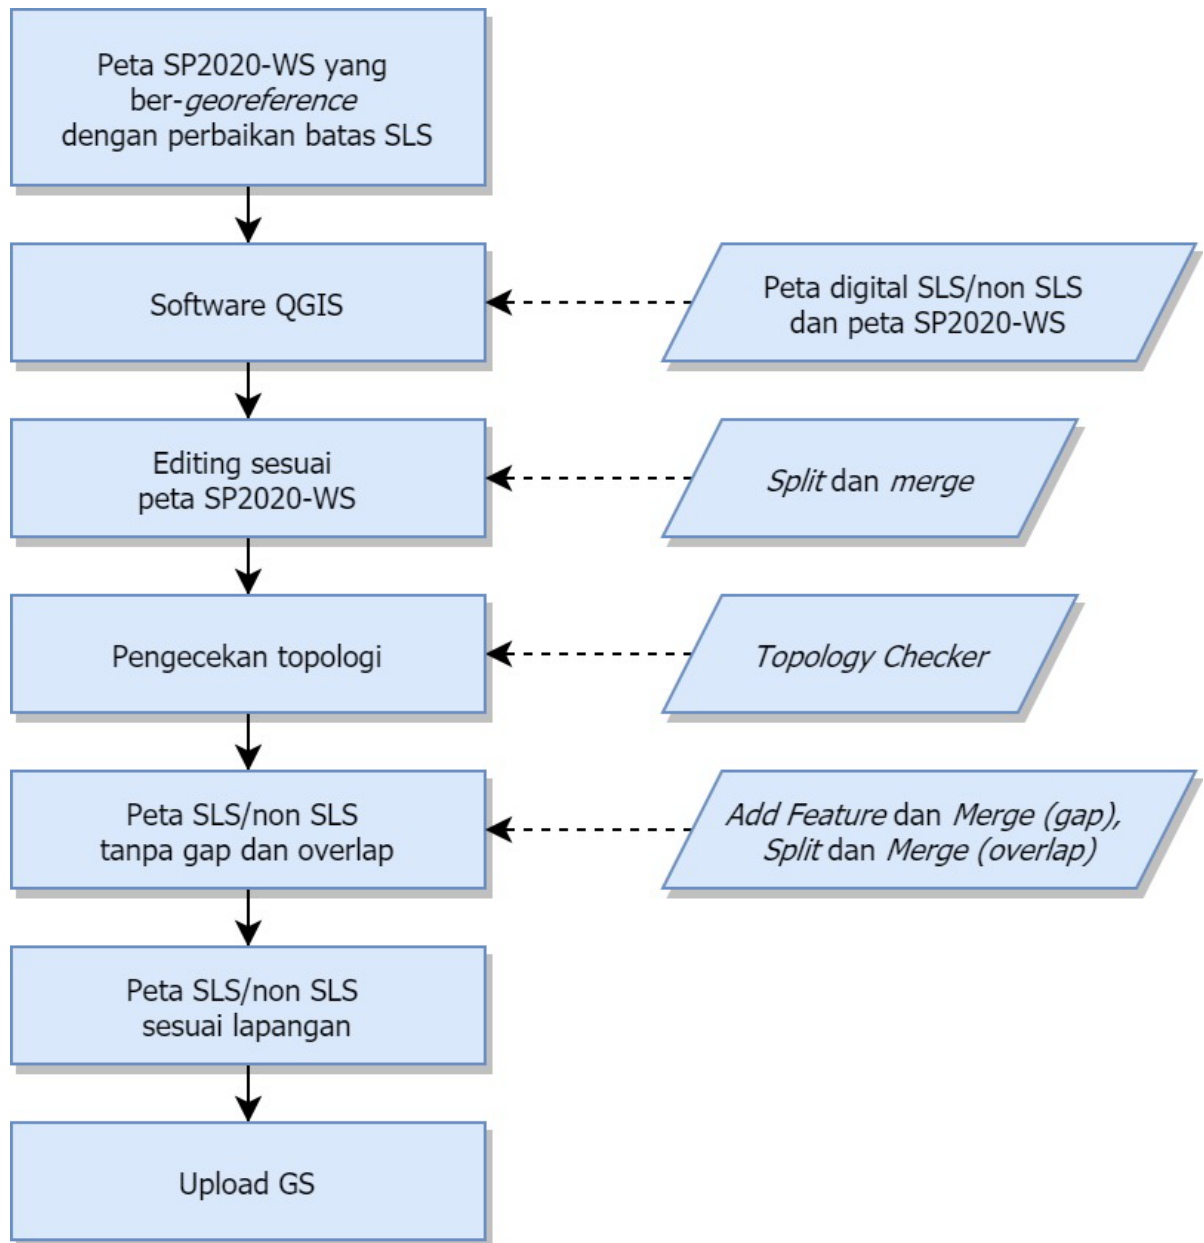 Peta SP2020-WS yang
ber-georeference
dengan perbaikan batas SLS
Software QGIS
Peta digital SLS/non SLS
dan peta SP2020-WS
Editing sesuai
peta SP2020-WS
Split dan merge
Pengecekan topologi
Topology Checker
Peta SLS/non SLS
tanpa gap dan overlap
Add Feature dan Merge (gap),
Split dan Merge (overlap)
Peta SLS/non SLS
sesuai lapangan
Upload GS